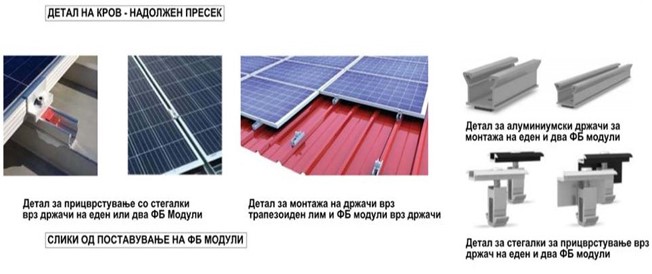 ДЕТАЛ НА КРОВ - НАДОЛЖЕН ПРЕСЕК
Детал за прицврстување со стегалки
врз држачи на еден или два ФБ Модули
Детал за монтажа на држачи врз
трапезоиден лим и ФБ модули врз држачи
Детал за алуминиумски држачи за
монтажа на еден и два ФБ модули
Детал за стегалки за прицврстување врз
држач на еден и два ФБ модули
СЛИКИ ОД ПОСТАВУВАЊЕ НА ФБ МОДУЛИ